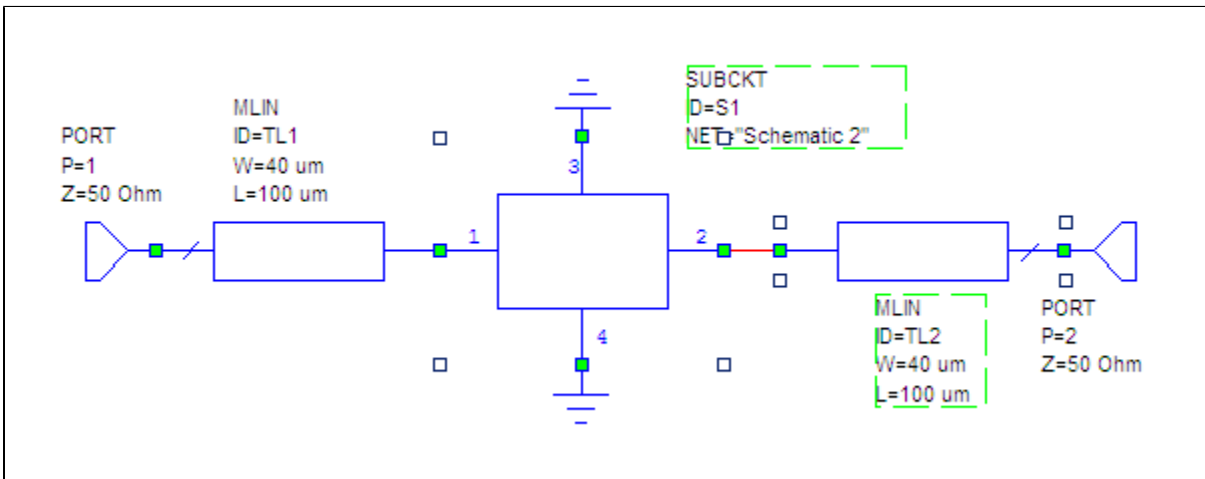 PORT
P=1
Z=50 Ohm
MLIN
ID=TL1
W=40 um
L=100 um
1
3
SUBCKT
ID=S1
NET="Schematic 2"
2
4
MLIN
ID=TL2
W=40 um
L=100 um
PORT
P=2
Z=50 Ohm